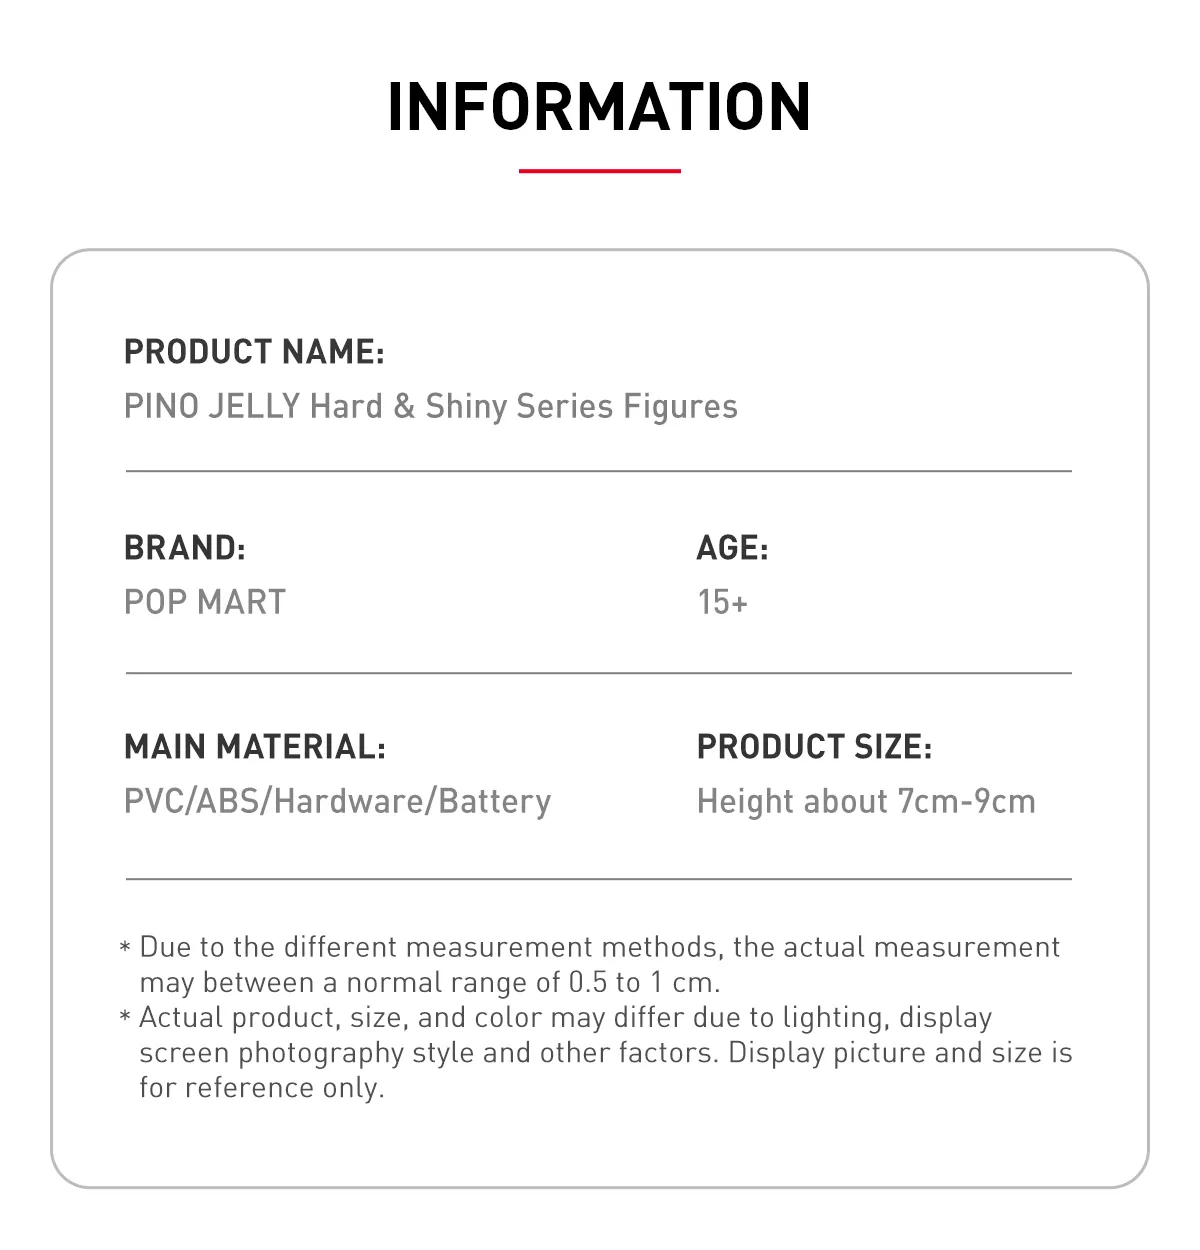 INFORMATION
PRODUCT NAME:
PINO JELLY Hard & Shiny Series Figures
BRAND:
POP MART
AGE:
15+
MAIN MATERIAL:
PVC/ABS/Hardware/Battery
PRODUCT SIZE:
Height about 7cm-9cm
* Due to the different measurement methods, the actual measurement
may between a normal range of 0.5 to 1 cm.
* Actual product, size, and color may differ due to lighting, display
screen photography style and other factors. Display picture and size is
for reference only.